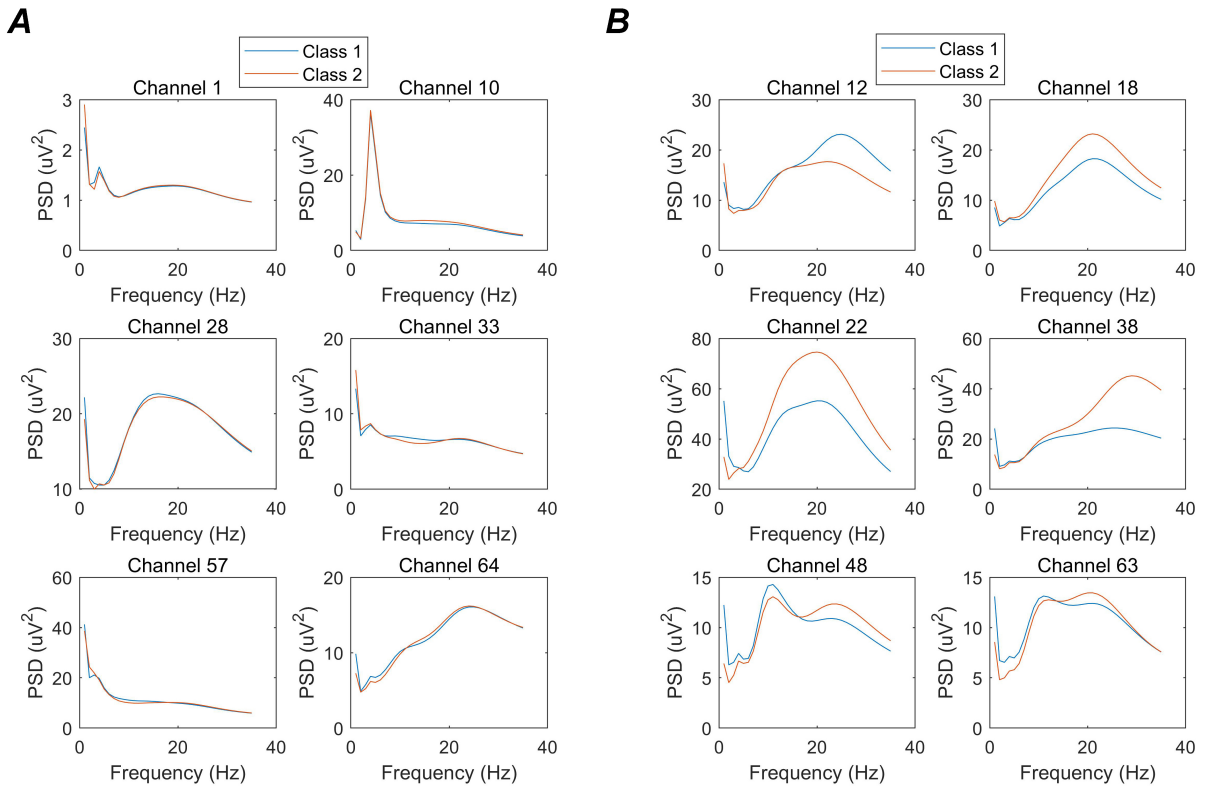 A
Class 1
Class 2
Channel 1
PSD (uV²)
3
2
1
0
0 20 40
Frequency (Hz)
Channel 10
PSD (uV²)
40
20
0
0 20 40
Frequency (Hz)
Channel 28
PSD (uV²)
30
20
10
0 20 40
Frequency (Hz)
Channel 33
PSD (uV²)
20
10
0
0 20 40
Frequency (Hz)
Channel 57
PSD (uV²)
60
40
20
0
0 20 40
Frequency (Hz)
Channel 64
PSD (uV²)
20
10
0
0 20 40
Frequency (Hz)
B
Class 1
Class 2
Channel 12
PSD (uV²)
30
20
10
0
0 20 40
Frequency (Hz)
Channel 18
PSD (uV²)
30
20
10
0
0 20 40
Frequency (Hz)
Channel 22
PSD (uV²)
80
60
40
20
0 20 40
Frequency (Hz)
Channel 38
PSD (uV²)
60
40
20
0
0 20 40
Frequency (Hz)
Channel 48
PSD (uV²)
15
10
5
0
0 20 40
Frequency (Hz)
Channel 63
PSD (uV²)
15
10
5
0
0 20 40
Frequency (Hz)